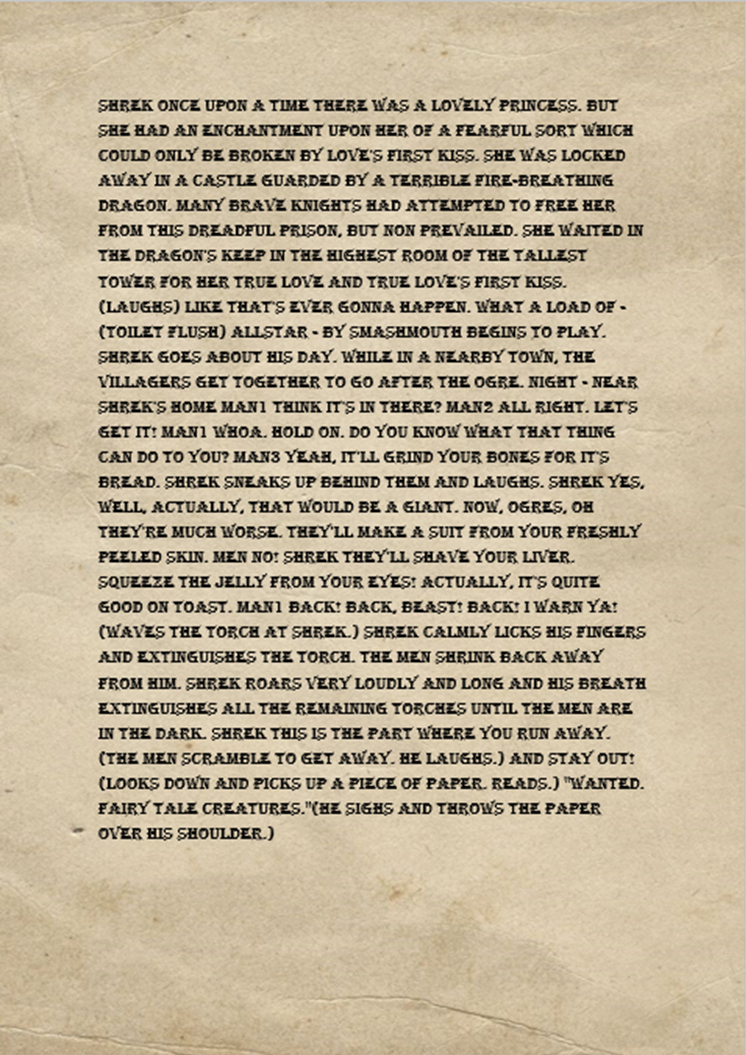 SHREK ONCE UPON A TIME THERE WAS A LOVELY PRINCESS. BUT
SHE HAD AN ENCHANTMENT UPON HER OF A FEARFUL SORT WHICH
COULD ONLY BE BROKEN BY LOVE'S FIRST KISS. SHE WAS LOCKED
AWAY IN A CASTLE GUARDED BY A TERRIBLE FIRE-BREATHING
DRAGON. MANY BRAVE KNIGHTS HAD ATTEMPTED TO FREE HER
FROM THIS DREADFUL PRISON, BUT NON PREVAILED. SHE WAITED IN
THE DRAGON'S KEEP IN THE HIGHEST ROOM OF THE TALLEST
TOWER FOR HER TRUE LOVE AND TRUE LOVE'S FIRST KISS.
(LAUGHS) LIKE THAT'S EVER GONNA HAPPEN. WHAT A LOAD OF -
(TOILET FLUSH) ALLSTAR - BY SMASHMOUTH BEGINS TO PLAY.
SHREK GOES ABOUT HIS DAY. WHILE IN A NEARBY TOWN, THE
VILLAGERS GET TOGETHER TO GO AFTER THE OGRE. NIGHT - NEAR
SHREK'S HOME MAN1 THINK IT'S IN THERE? MAN2 ALL RIGHT. LET'S
GET IT! MAN1 WHOA. HOLD ON. DO YOU KNOW WHAT THAT THING
CAN DO TO YOU? MAN3 YEAH, IT'LL GRIND YOUR BONES FOR IT'S
BREAD. SHREK SNEAKS UP BEHIND THEM AND LAUGHS. SHREK YES,
WELL, ACTUALLY, THAT WOULD BE A GIANT. NOW, OGRES, OH
THEY'RE MUCH WORSE. THEY'LL MAKE A SUIT FROM YOUR FRESHLY
PEELED SKIN. MEN NO! SHREK THEY'LL SHAVE YOUR LIVER.
SQUEEZE THE JELLY FROM YOUR EYES! ACTUALLY, IT'S QUITE
GOOD ON TOAST. MAN1 BACK! BACK, BEAST! BACK! I WARN YA!
(WAVES THE TORCH AT SHREK.) SHREK CALMLY LICKS HIS FINGERS
AND EXTINGUISHES THE TORCH. THE MEN SHRINK BACK AWAY
FROM HIM. SHREK ROARS VERY LOUDLY AND LONG AND HIS BREATH
EXTINGUISHES ALL THE REMAINING TORCHES UNTIL THE MEN ARE
IN THE DARK. SHREK THIS IS THE PART WHERE YOU RUN AWAY.
(THE MEN SCRAMBLE TO GET AWAY. HE LAUGHS.) AND STAY OUT!
(LOOKS DOWN AND PICKS UP A PIECE OF PAPER. READS.) "WANTED.
FAIRY TALE CREATURES."(HE SIGHS AND THROWS THE PAPER
OVER HIS SHOULDER.)